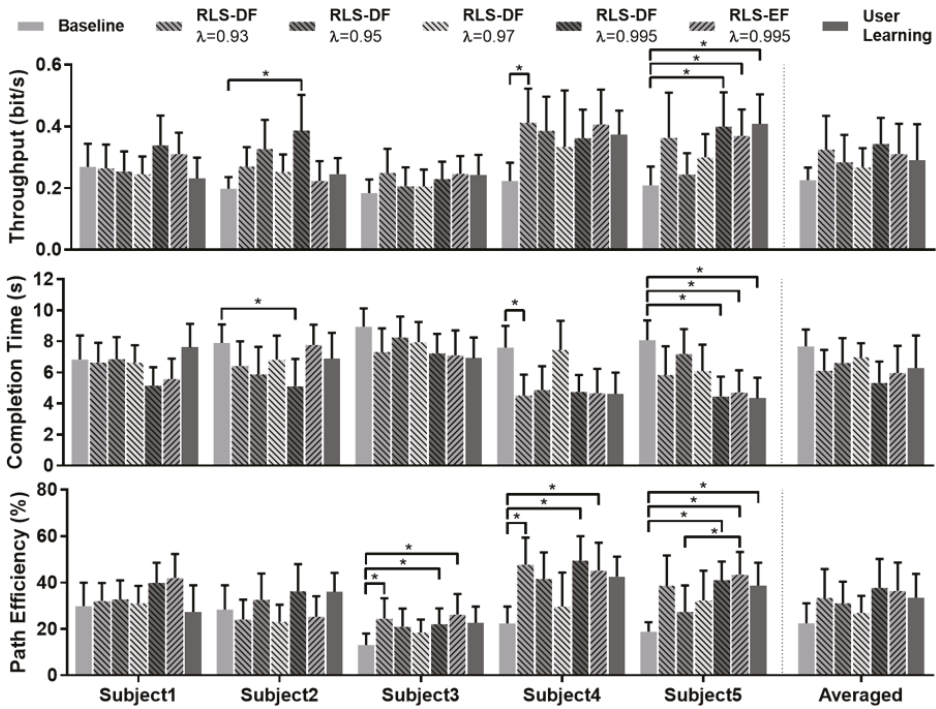 Baseline
RLS-DF
λ=0.93
RLS-DF
λ=0.95
RLS-DF
λ=0.97
RLS-DF
λ=0.995
RLS-EF
λ=0.995
User
Learning
Throughput (bit/s)
0.6
0.4
0.2
0.0
*
*
*
*
*
Completion Time (s)
12
10
8
6
4
2
0
*
*
*
*
*
Path Efficiency (%)
80
60
40
20
0
*
*
*
*
*
*
*
*
*
*
Subject1
Subject2
Subject3
Subject4
Subject5
Averaged